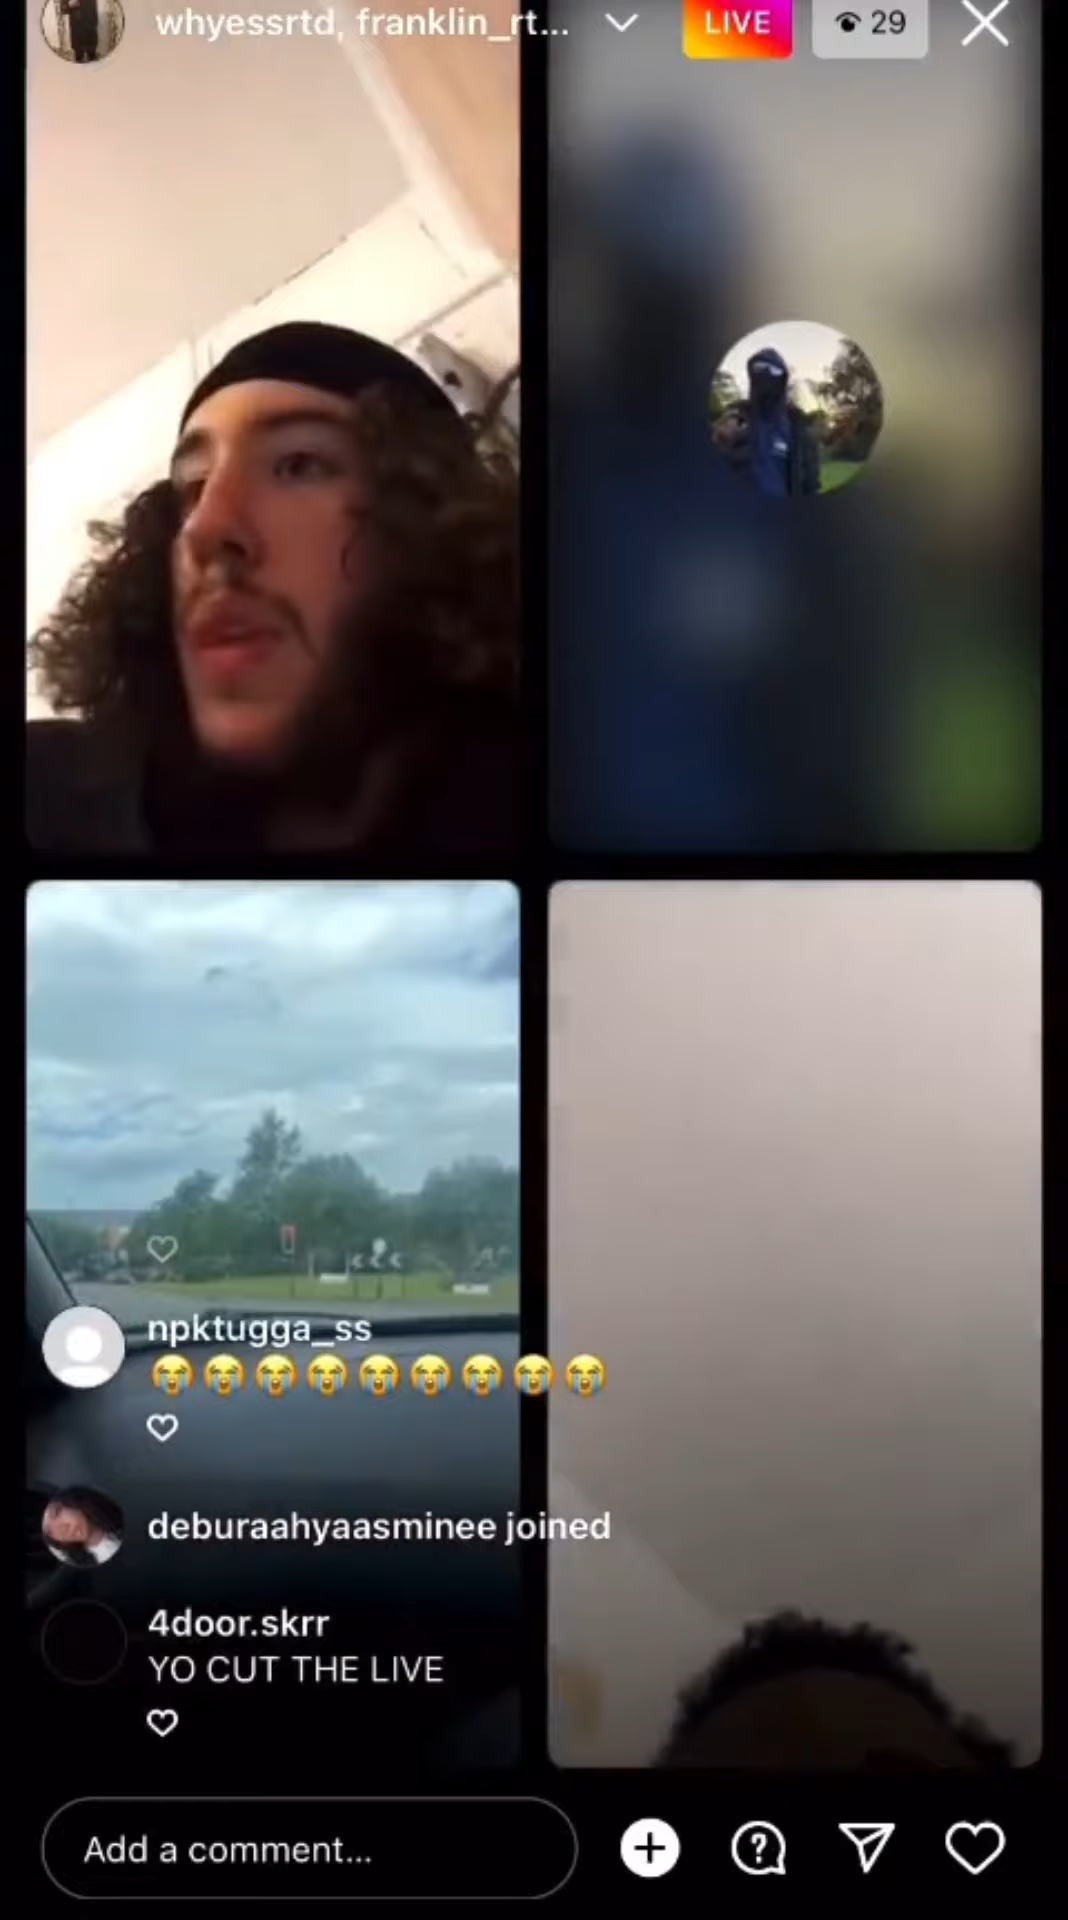 whyessrtd, franklin_rt...
LIVE
29
npktugga_ss
😭😭😭😭😭😭😭😭😭
deburaahyaasminee joined
4door.skrr
YO CUT THE LIVE
Add a comment...